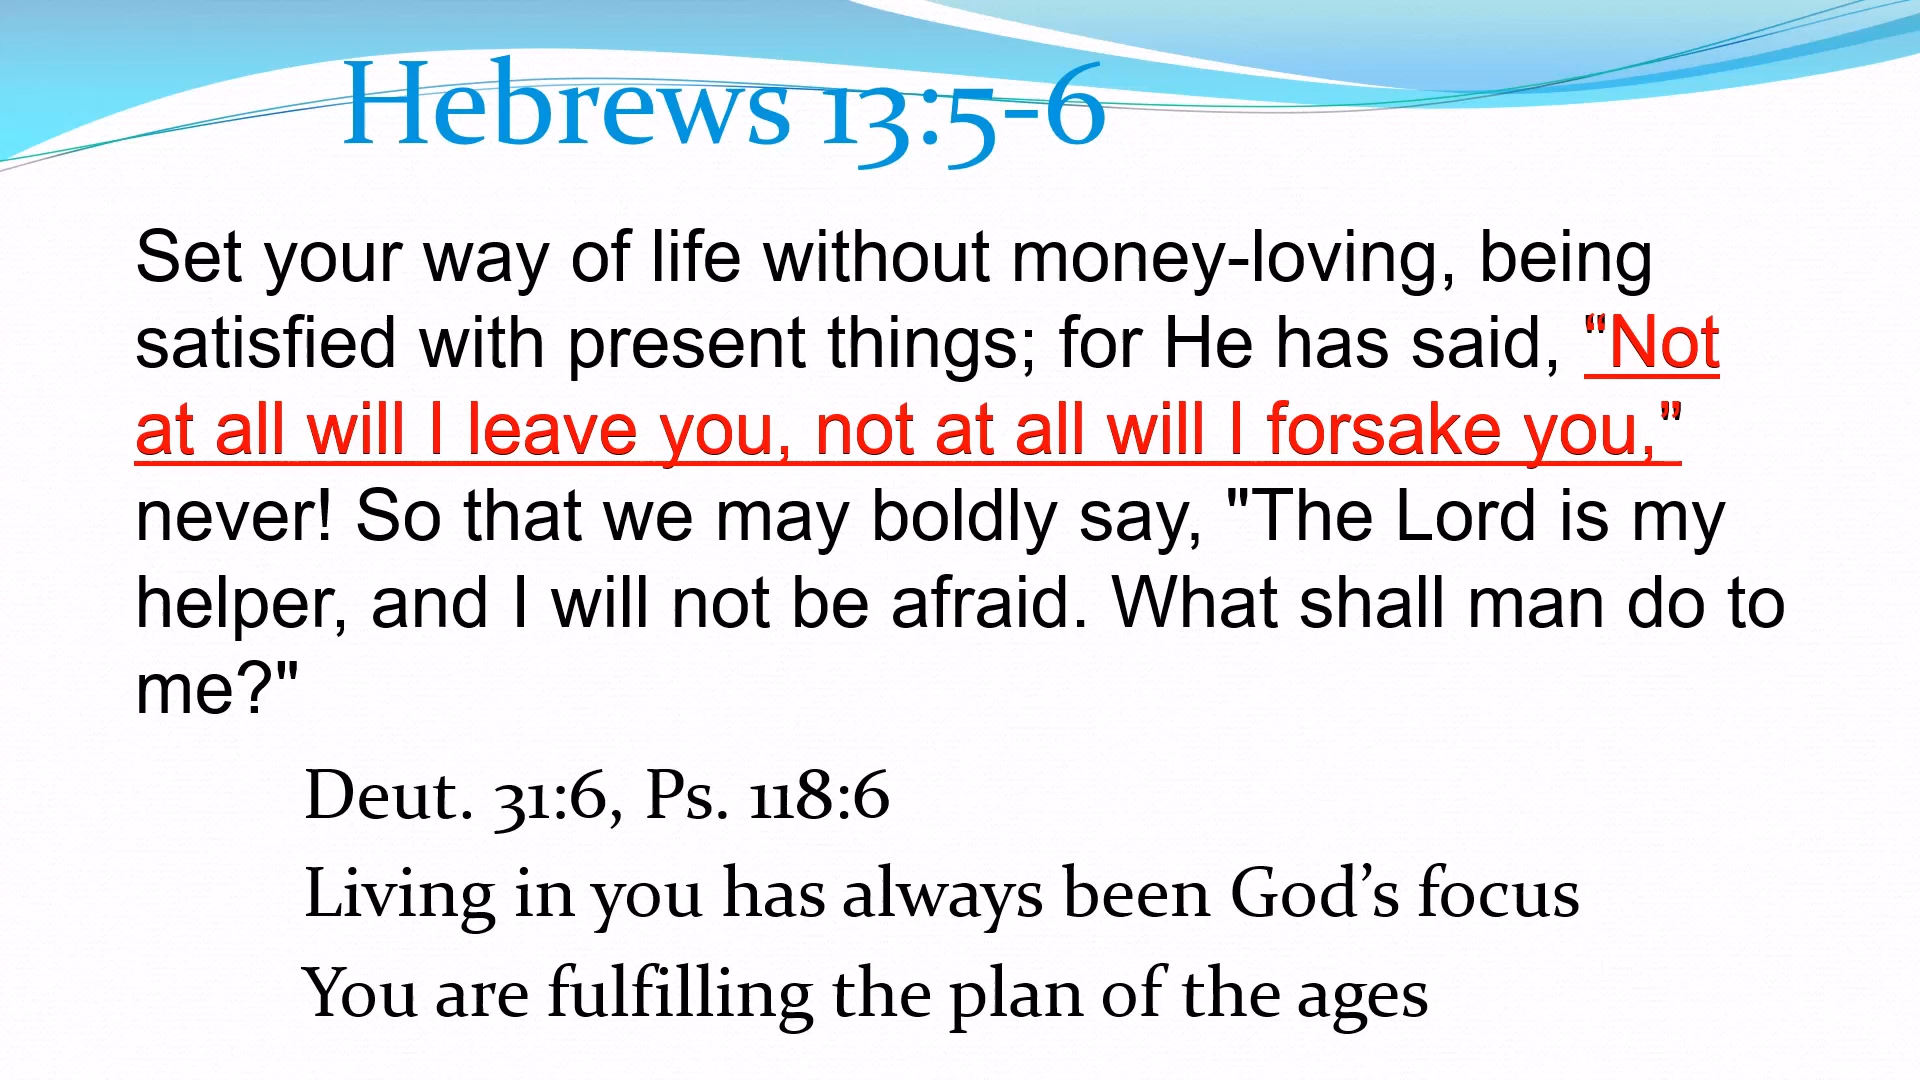 Hebrews 13:5-6
Set your way of life without money-loving, being
satisfied with present things; for He has said, “Not
at all will I leave you, not at all will I forsake you,”
never! So that we may boldly say, "The Lord is my
helper, and I will not be afraid. What shall man do to
me?"
Deut. 31:6, Ps. 118:6
Living in you has always been God’s focus
You are fulfilling the plan of the ages